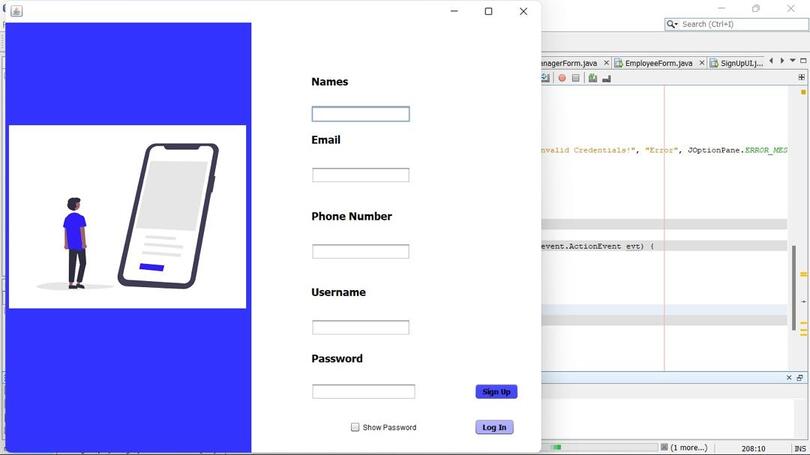 Search (Ctrl+I)
anagerForm.java
EmployeeForm.java
SignUpUI.j...
Names
Email
nvalid Credentials!", "Error", JOptionPane.ERROR_MES
Phone Number
event.ActionEvent evt) {
Username
Password
Sign Up
Show Password
Log In
(1 more...)
208:10
INS